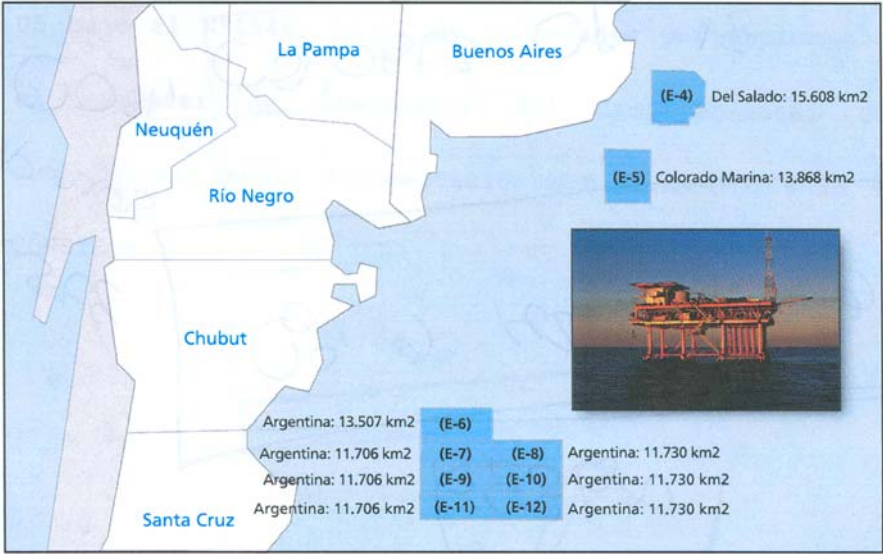 La Pampa
Buenos Aires
(E-4) Del Salado: 15.608 km2
Neuquén
(E-5) Colorado Marina: 13.868 km2
Río Negro
Chubut
Argentina: 13.507 km2 (E-6)
Argentina: 11.706 km2 (E-7) (E-8) Argentina: 11.730 km2
Argentina: 11.706 km2 (E-9) (E-10) Argentina: 11.730 km2
Argentina: 11.706 km2 (E-11) (E-12) Argentina: 11.730 km2
Santa Cruz